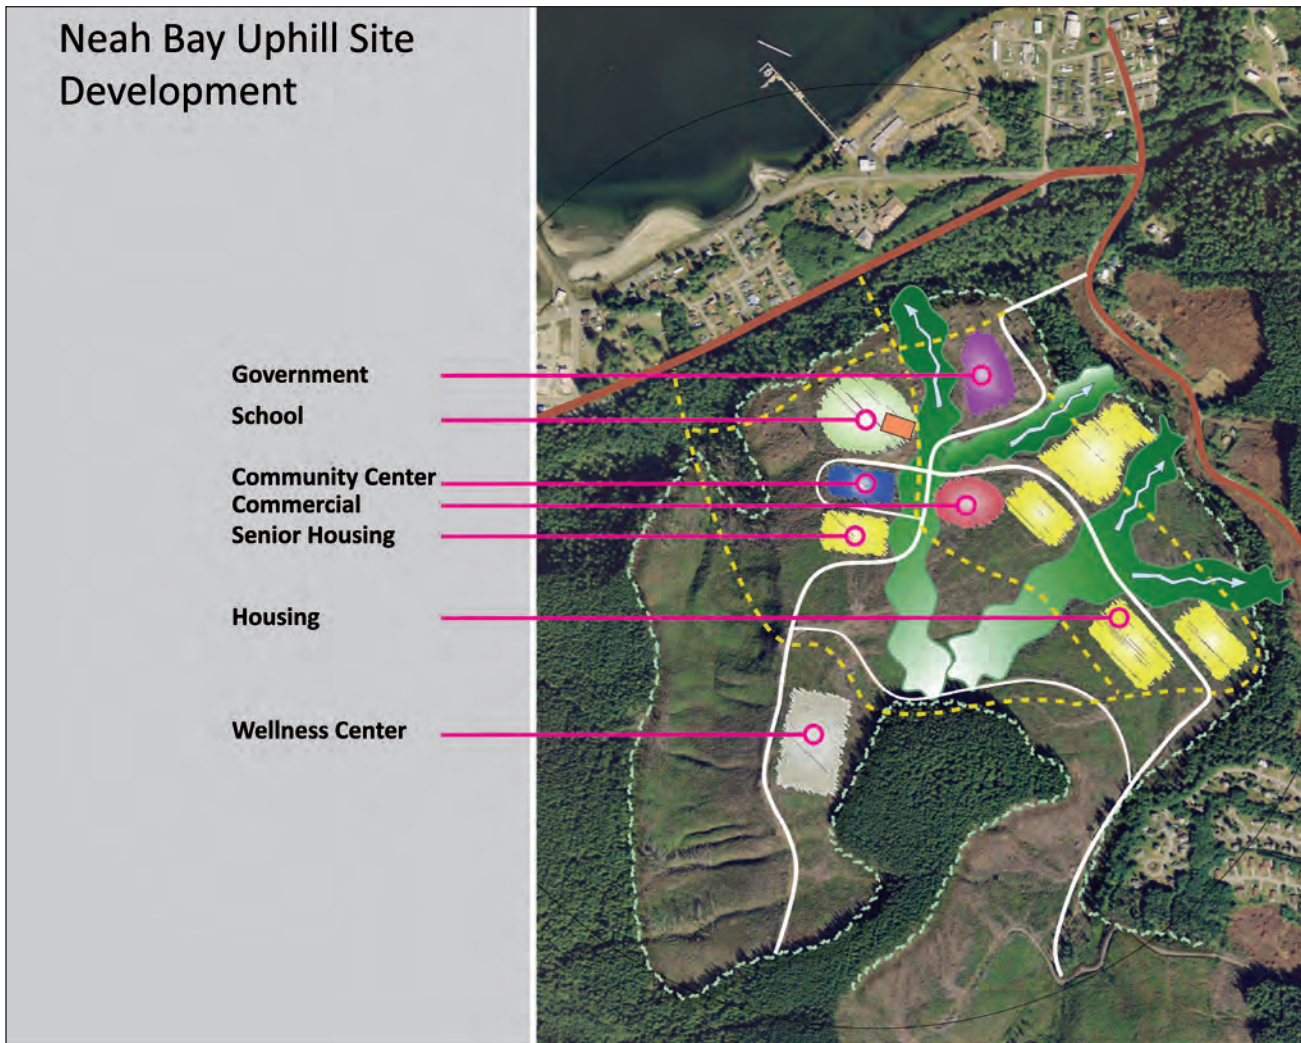 Neah Bay Uphill Site
Development
Government
School
Community Center
Commercial
Senior Housing
Housing
Wellness Center